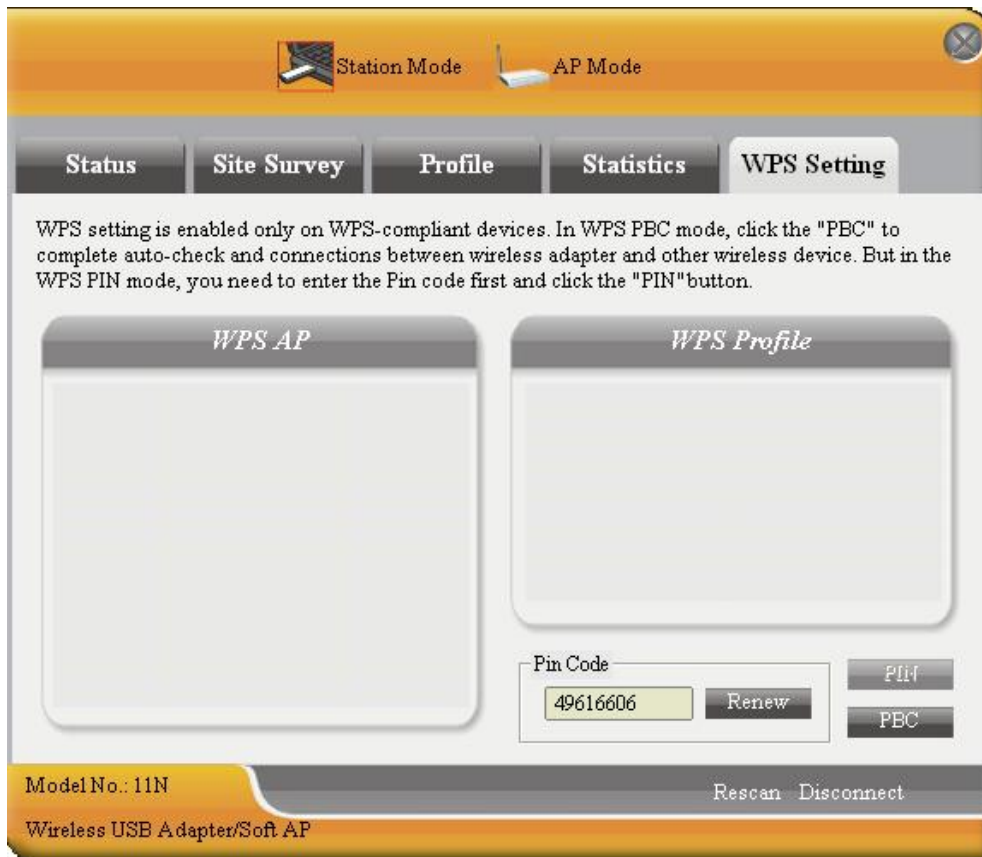 Station Mode AP Mode
Status Site Survey Profile Statistics WPS Setting
WPS setting is enabled only on WPS-compliant devices. In WPS PBC mode, click the "PBC" to
complete auto-check and connections between wireless adapter and other wireless device. But in the
WPS PIN mode, you need to enter the Pin code first and click the "PIN"button.
WPS AP WPS Profile
Pin Code
49616606 Renew
PIN
PBC
Model No.: 11N
Rescan Disconnect
Wireless USB Adapter/Soft AP